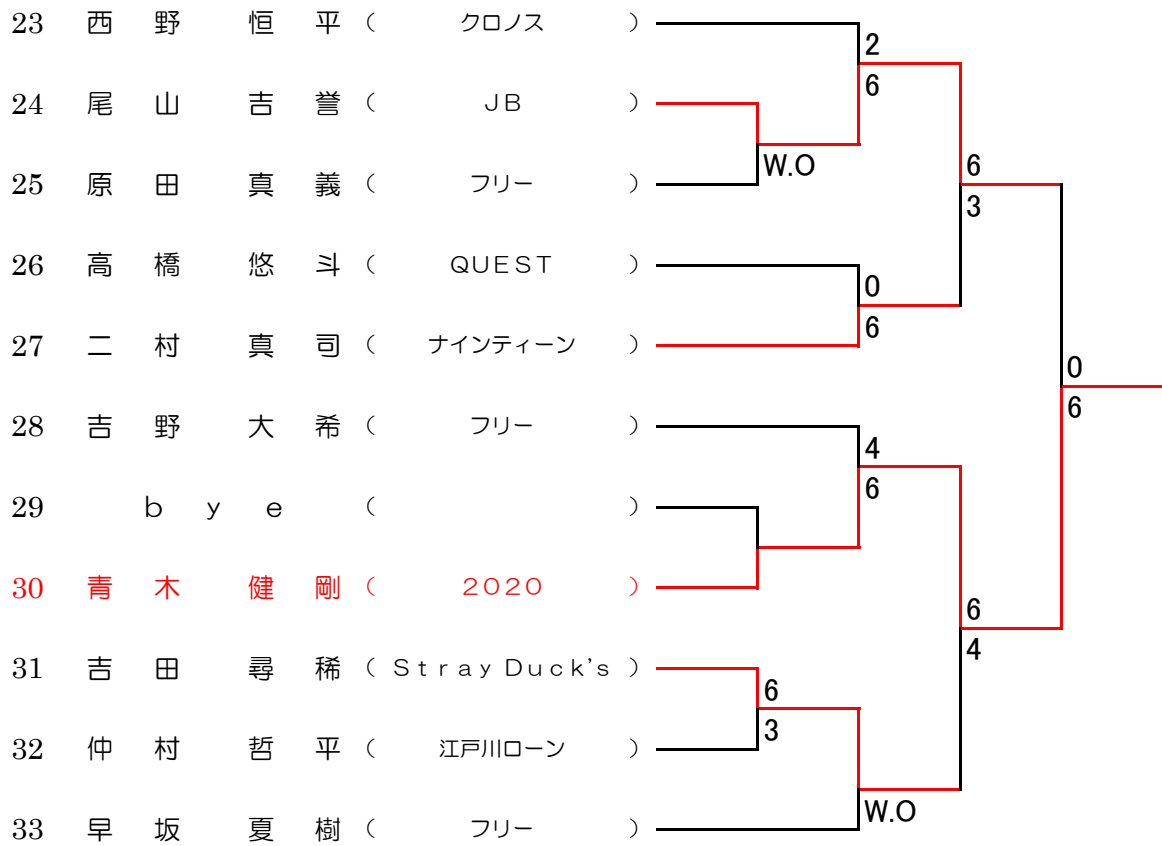 23 西 野 恒 平 ( クロノス )
2
6
24 尾 山 吉 誉 ( JB )
W.O
25 原 田 真 義 ( フリー )
6
3
26 高 橋 悠 斗 ( QUEST )
0
6
27 二 村 真 司 ( ナインティーン )
0
6
28 吉 野 大 希 ( フリー )
4
6
29 bye ( )
30 青 木 健 剛 ( 2020 )
6
4
31 吉 田 尋 稀 ( Stray Duck's )
6
3
32 仲 村 哲 平 ( 江戸川ローン )
W.O
33 早 坂 夏 樹 ( フリー )